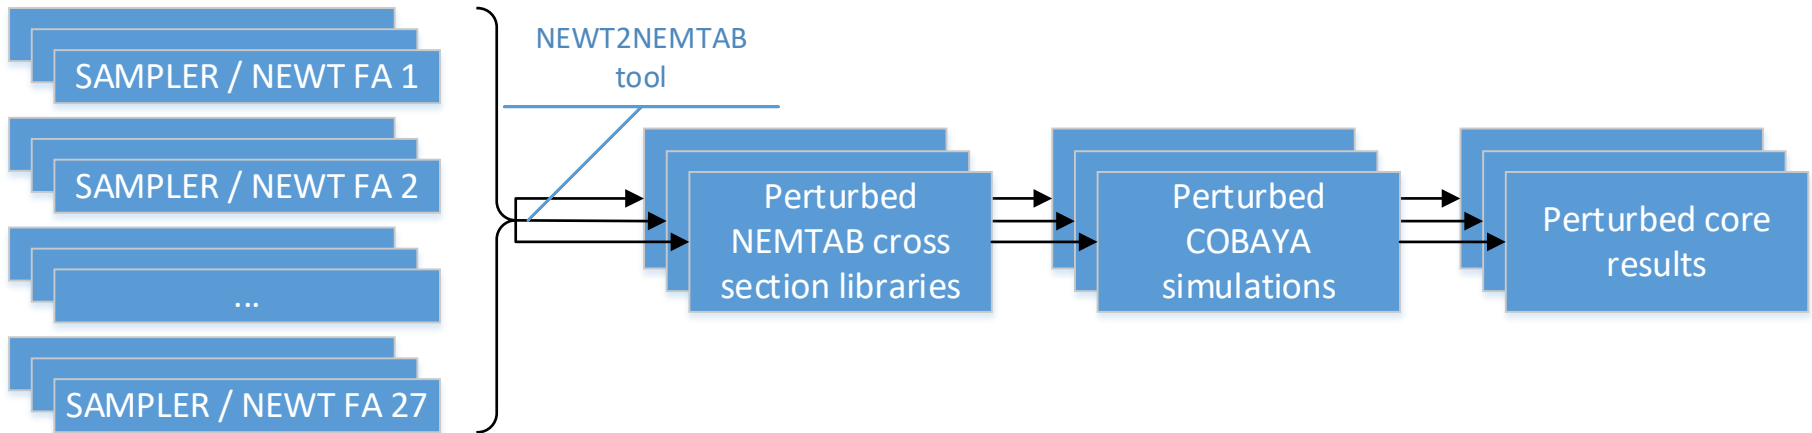 SAMPLER / NEWT FA 1
SAMPLER / NEWT FA 2
...
SAMPLER / NEWT FA 27
NEWT2NEMTAB
tool
Perturbed
NEMTAB cross
section libraries
Perturbed
COBAYA
simulations
Perturbed core
results